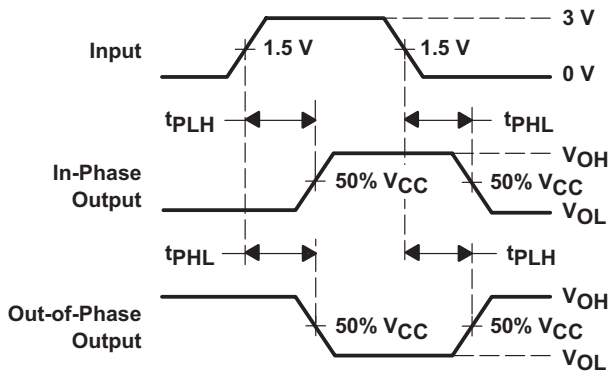 3 V
Input
1.5 V
1.5 V
0 V
tPLH
tPHL
In-Phase
Output
VOH
50% VCC
50% VCC
VOL
tPHL
tPLH
Out-of-Phase
Output
VOH
50% VCC
50% VCC
VOL